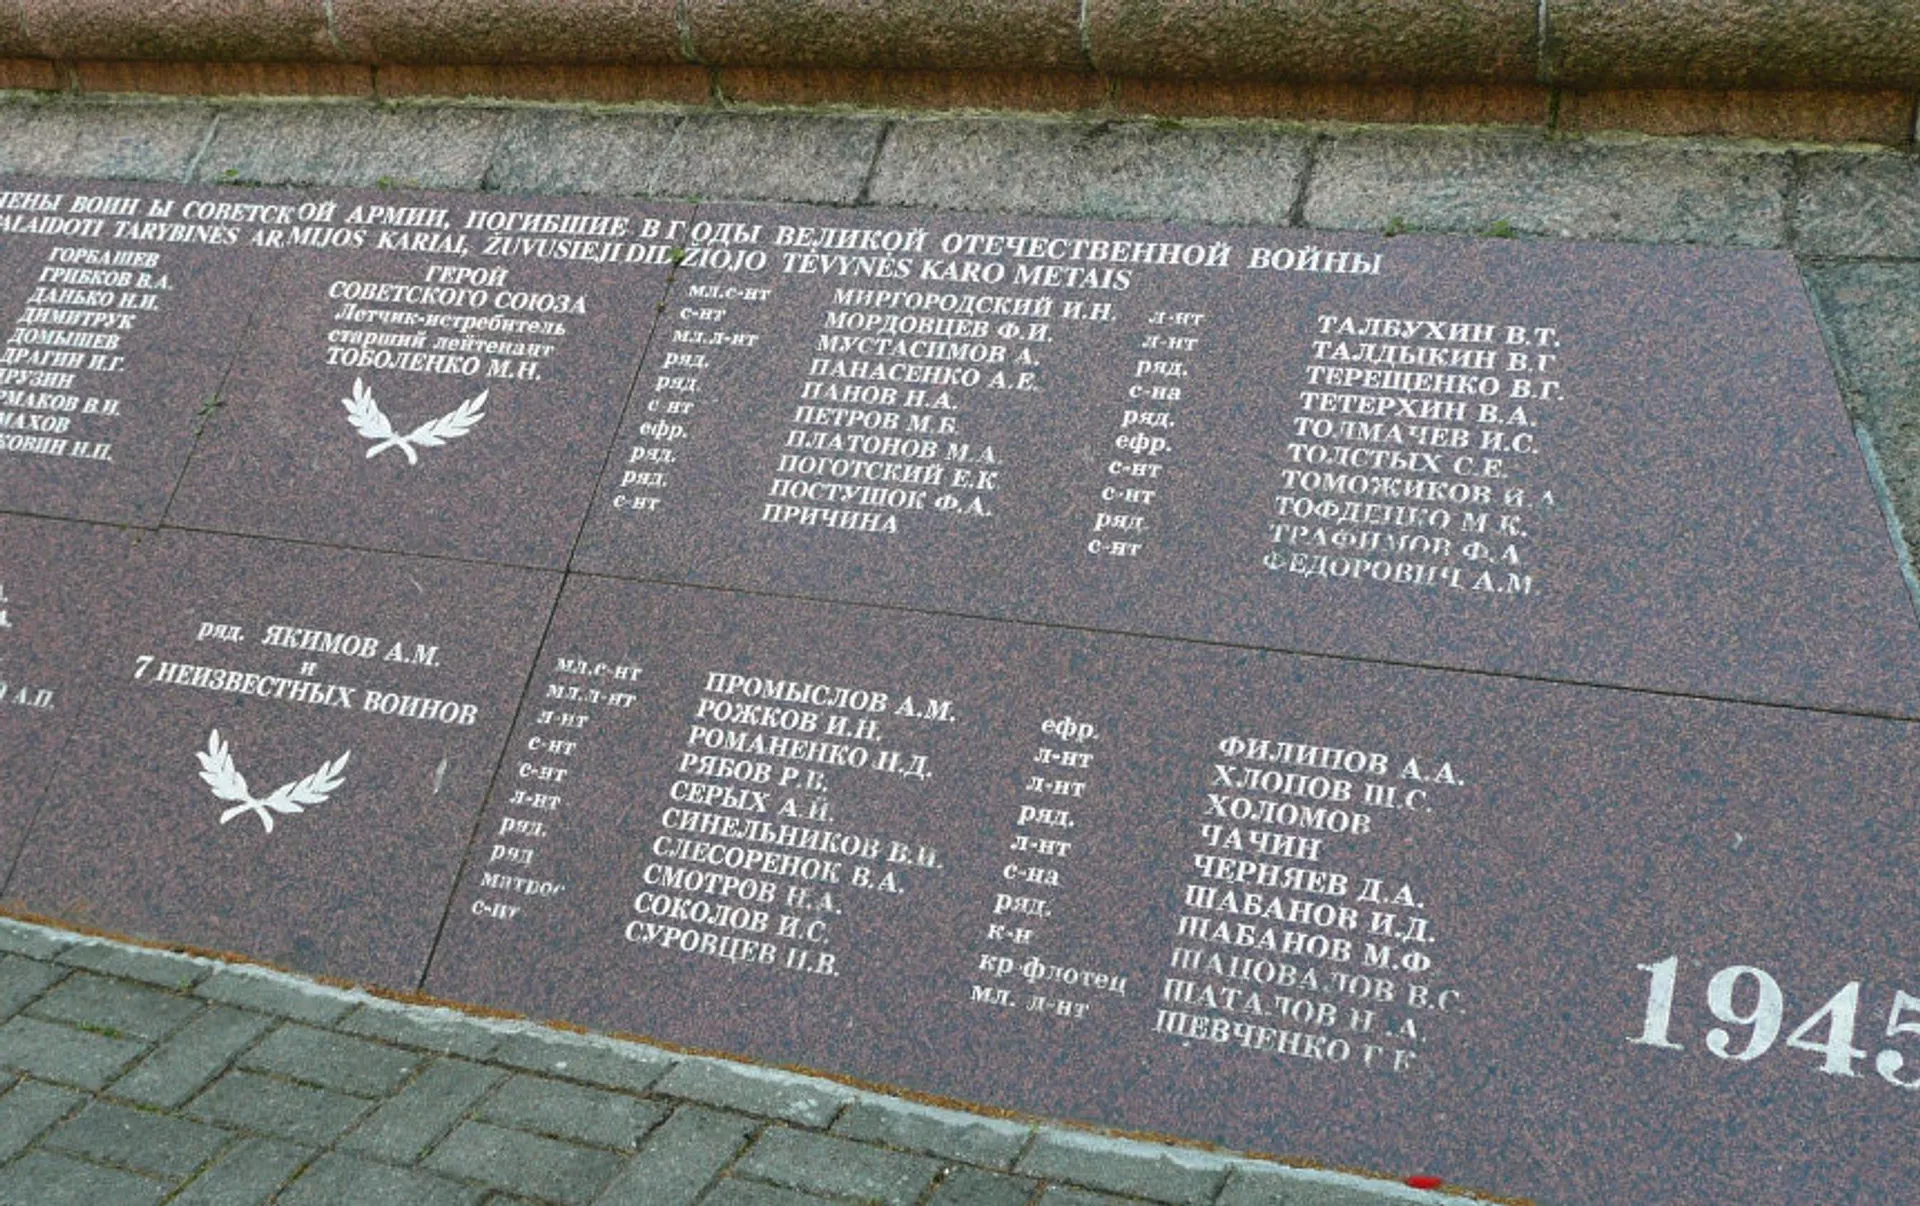 ВОИНЫ СОВЕТСКОЙ АРМИИ, ПОГИБШИЕ В ГОДЫ ВЕЛИКОЙ ОТЕЧЕСТВЕННОЙ ВОЙНЫ
TARYBINĖS ARMIJOS KARIAI, ŽUVUSIEJI DIDŽIOJO TĖVYNĖS KARO METAIS
ГОРБАШЕВ
ГРИБКОВ В.А.
ДАНЬКО Н.И.
ДИМИТРУК
ДОМЫШЕВ
ДРАГИН И.Г.
В.И.
Н.П.
ГЕРОЙ
СОВЕТСКОГО СОЮЗА
Летчик-истребитель
старший лейтенант
ТОБОЛЕНКО М.Н.
мл.с-нт МИРГОРОДСКИЙ И.Н.
с-нт МОРДОВЦЕВ Ф.И.
мл.л-нт МУСТАСИМОВ А.
ряд. ПАНАСЕНКО А.Е.
ряд. ПАНОВ Н.А.
с-нт ПЕТРОВ М.Б.
ефр. ПЛАТОНОВ М.А.
ряд. ПОГОТСКИЙ Е.К
ряд. ПОСТУШОК Ф.А.
с-нт ПРИЧИНА
л-нт ТАЛБУХИН В.Т.
л-нт ТАЛДЫКИН В.Г
ряд. ТЕРЕЩЕНКО В.Г.
с-на ТЕТЕРХИН В.А.
ряд. ТОЛМАЧЕВ И.С.
ефр. ТОЛСТЫХ С.Е.
с-нт ТОМОЖИКОВ
с-нт ТОФДЕНКО М.К.
ряд. ТРАФИМОВ Ф.А
с-нт ФЕДОРОВИЧ А.М
А.П.
ряд. ЯКИМОВ А.М.
и
7 НЕИЗВЕСТНЫХ ВОИНОВ
мл.с-нт ПРОМЫСЛОВ А.М.
мл.л-нт РОЖКОВ И.Н.
л-нт РОМАНЕНКО Н.Д.
с-нт РЯБОВ
с-нт СЕРЫХ А.Й.
л-нт СИНЕЛЬНИКОВ В.И.
ряд. СЛЕСОРЕНОК В.А.
ряд СМОТРОВ Н.А.
матрос СОКОЛОВ И.С.
с-нт СУРОВЦЕВ
ефр. ФИЛИПОВ А.А.
л-нт ХЛОПОВ Ш.С.
л-нт ХОЛОМОВ
ряд. ЧАЧИН
л-нт ЧЕРНЯЕВ Д.А.
с-на ШАБАНОВ И.Д.
ряд. ШАБАНОВ М.Ф
к-н ШАПОВАЛОВ В.С.
кр-флотец ШАТАЛОВ Н.А.
мл. л-нт ШЕВЧЕНКО Г.К
1945